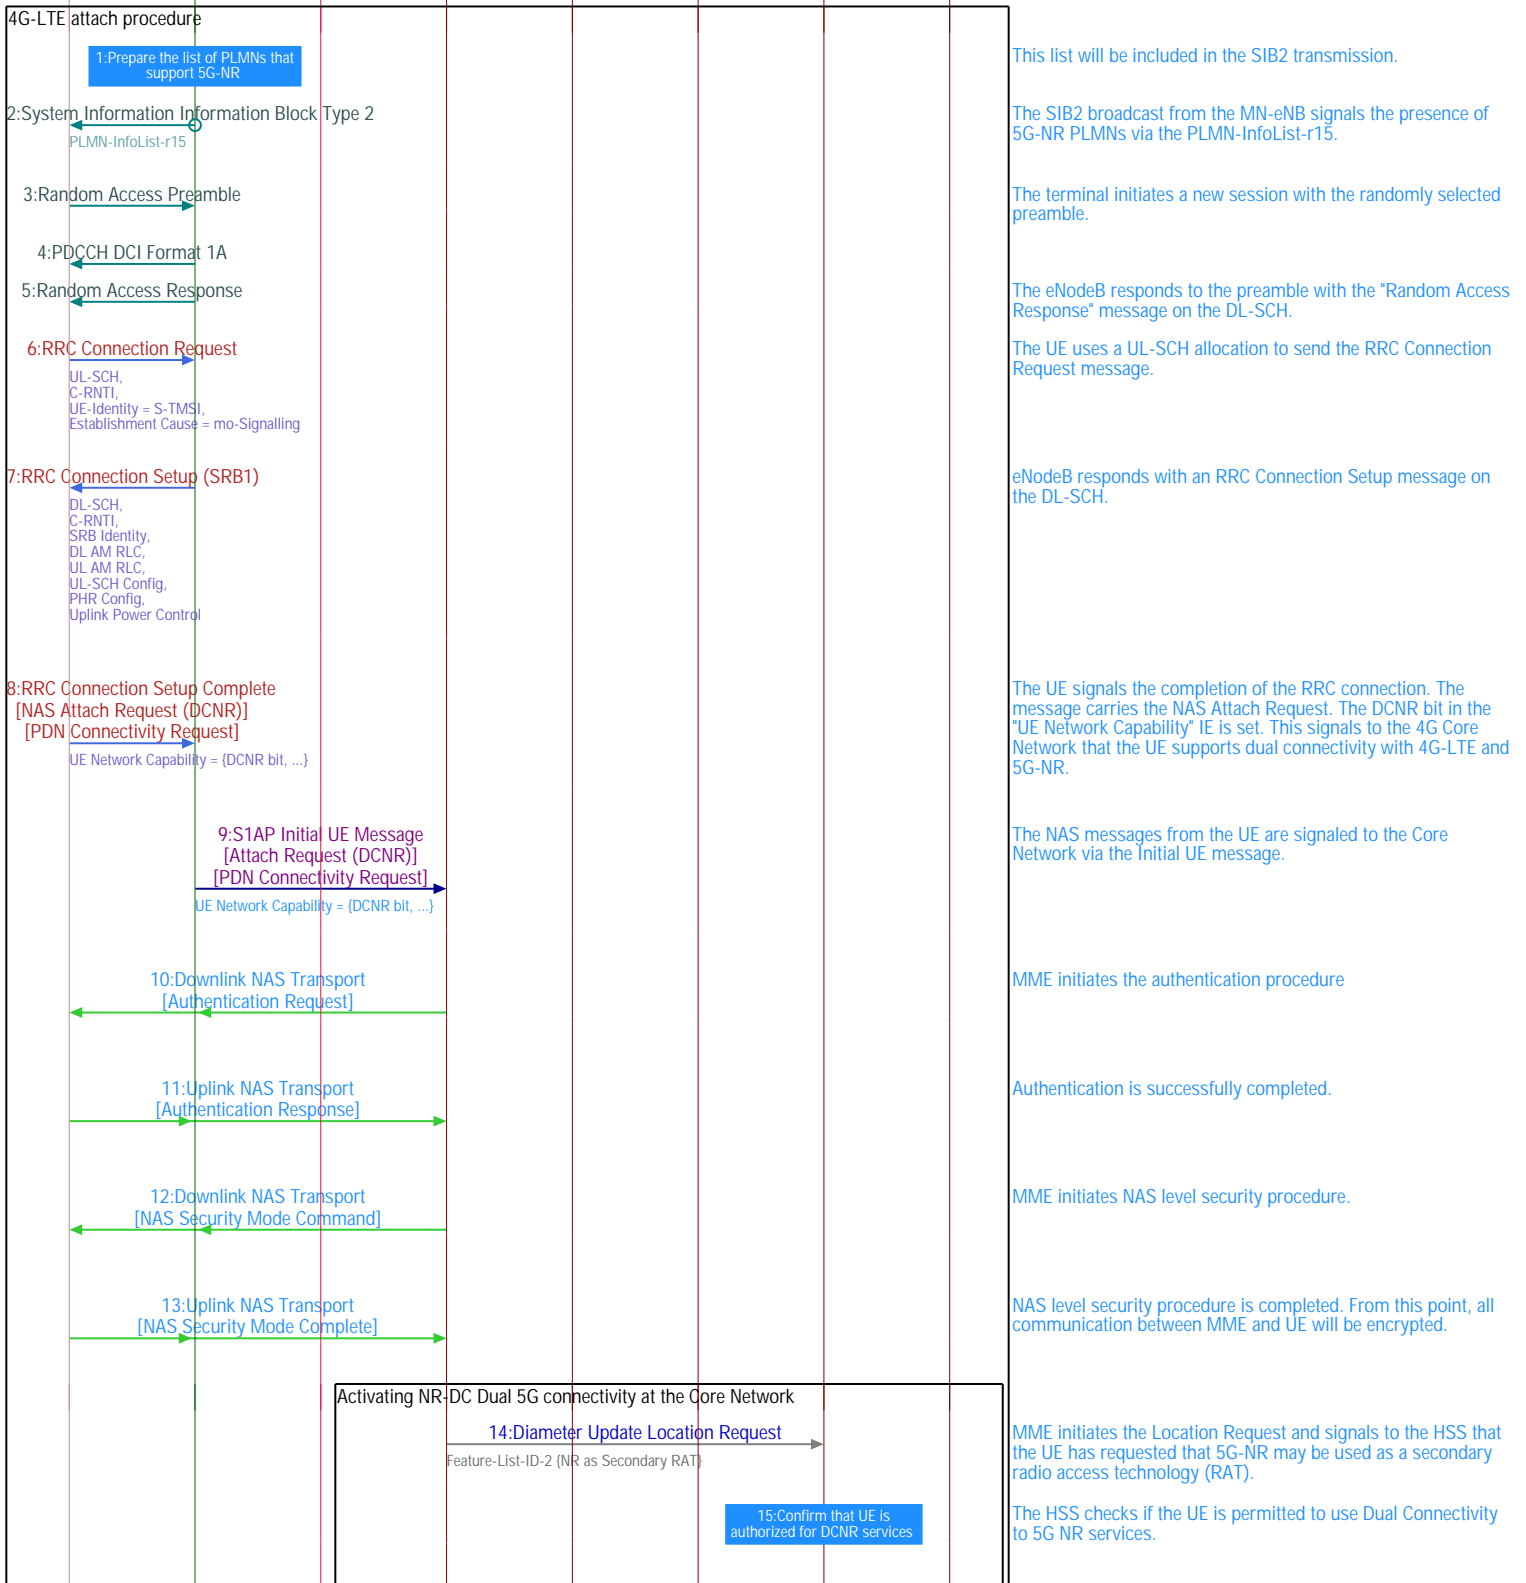 4G-LTE attach procedure
1:Prepare the list of PLMNs that
support 5G-NR
This list will be included in the SIB2 transmission.
2:System Information Information Block Type 2
PLMN-InfoList-r15
The SIB2 broadcast from the MN-eNB signals the presence of
5G-NR PLMNs via the PLMN-InfoList-r15.
3:Random Access Preamble
The terminal initiates a new session with the randomly selected
preamble.
4:PDCCH DCI Format 1A
5:Random Access Response
The eNodeB responds to the preamble with the "Random Access
Response" message on the DL-SCH.
6:RRC Connection Request
UL-SCH,
C-RNTI,
UE-Identity = S-TMSI,
Establishment Cause = mo-Signalling
The UE uses a UL-SCH allocation to send the RRC Connection
Request message.
7:RRC Connection Setup (SRB1)
DL-SCH,
C-RNTI,
SRB Identity,
DL AM RLC,
UL AM RLC,
UL-SCH Config,
PHR Config,
Uplink Power Control
eNodeB responds with an RRC Connection Setup message on
the DL-SCH.
8:RRC Connection Setup Complete
[NAS Attach Request (DCNR)]
[PDN Connectivity Request]
UE Network Capability = {DCNR bit, ...}
The UE signals the completion of the RRC connection. The
message carries the NAS Attach Request. The DCNR bit in the
"UE Network Capability" IE is set. This signals to the 4G Core
Network that the UE supports dual connectivity with 4G-LTE and
5G-NR.
9:S1AP Initial UE Message
[Attach Request (DCNR)]
[PDN Connectivity Request]
UE Network Capability = {DCNR bit, ...}
The NAS messages from the UE are signaled to the Core
Network via the Initial UE message.
10:Downlink NAS Transport
[Authentication Request]
MME initiates the authentication procedure
11:Uplink NAS Transport
[Authentication Response]
Authentication is successfully completed.
12:Downlink NAS Transport
[NAS Security Mode Command]
MME initiates NAS level security procedure.
13:Uplink NAS Transport
[NAS Security Mode Complete]
NAS level security procedure is completed. From this point, all
communication between MME and UE will be encrypted.
Activating NR-DC Dual 5G connectivity at the Core Network
14:Diameter Update Location Request
Feature-List-ID-2 {NR as Secondary RAT}
MME initiates the Location Request and signals to the HSS that
the UE has requested that 5G-NR may be used as a secondary
radio access technology (RAT).
15:Confirm that UE is
authorized for DCNR services
The HSS checks if the UE is permitted to use Dual Connectivity
to 5G NR services.